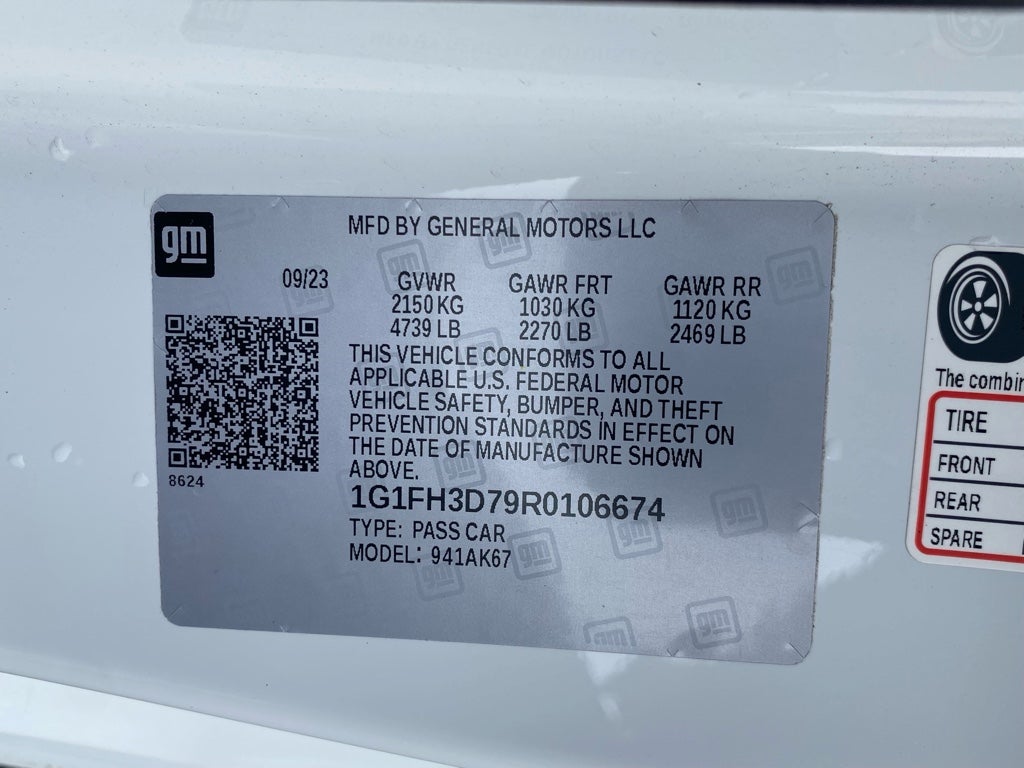 gm
MFD BY GENERAL MOTORS LLC
09/23 GVWR GAWR FRT GAWR RR
2150 KG 1030 KG 1120 KG
4739 LB 2270 LB 2469 LB
THIS VEHICLE CONFORMS TO ALL
APPLICABLE U.S. FEDERAL MOTOR
VEHICLE SAFETY, BUMPER, AND THEFT
PREVENTION STANDARDS IN EFFECT ON
THE DATE OF MANUFACTURE SHOWN
ABOVE.
8624
1G1FH3D79R0106674
TYPE: PASS CAR
MODEL: 941AK67
The combin
TIRE
FRONT
REAR
SPARE